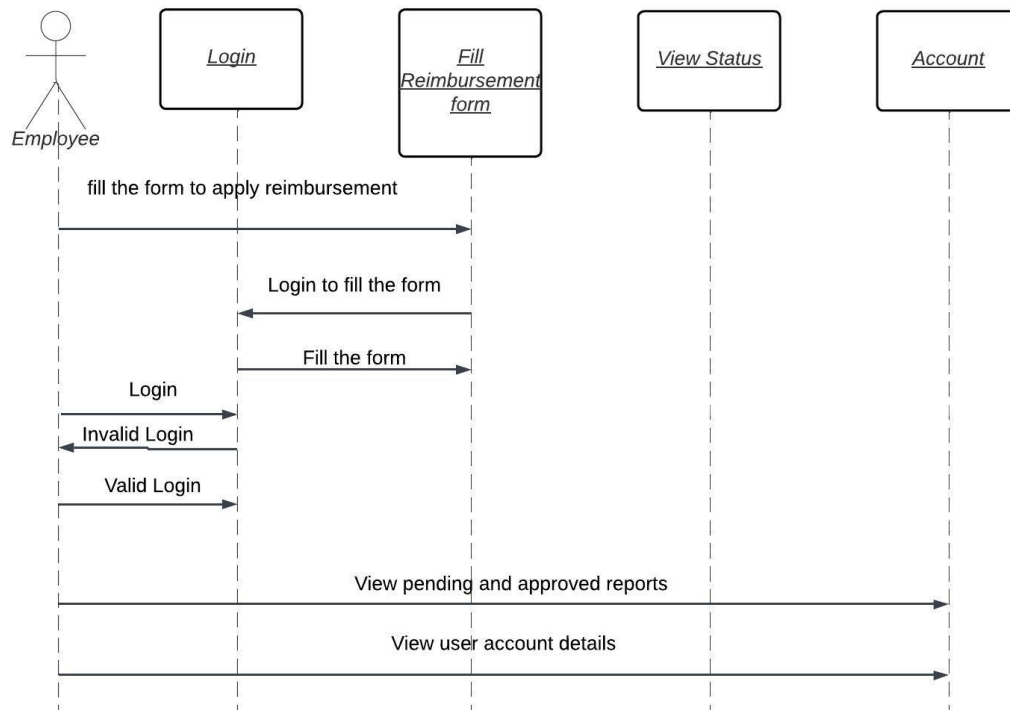 Login
Fill
Reimbursement
form
View Status
Account
Employee
fill the form to apply reimbursement
Login to fill the form
Fill the form
Login
Invalid Login
Valid Login
View pending and approved reports
View user account details